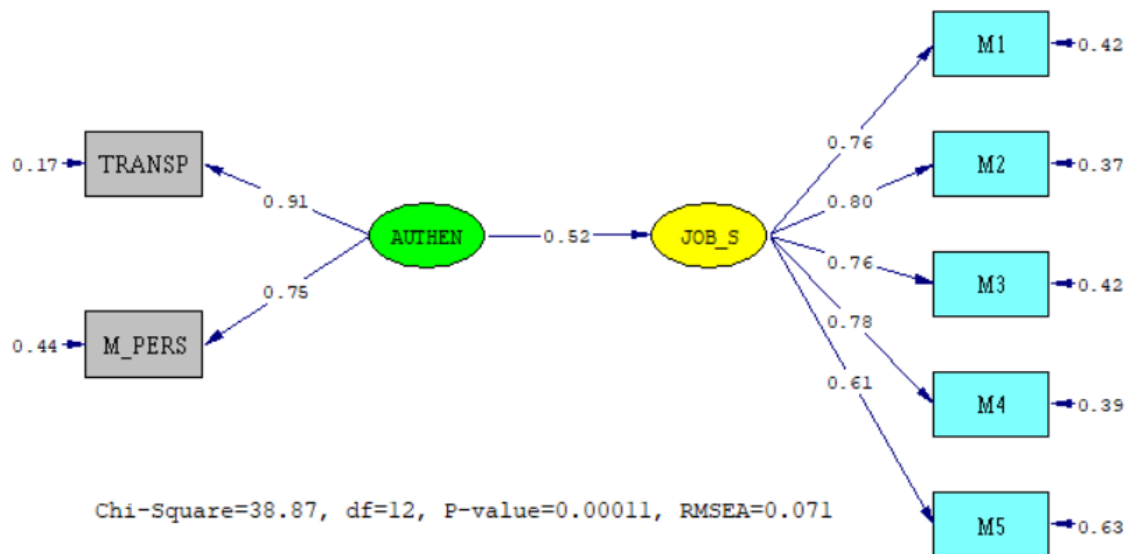 M1
0.42
0.76
0.17
TRANSP
M2
0.37
0.80
0.91
AUTHEN
0.52
JOB_S
0.76
0.75
M3
0.42
0.78
0.44
M_PERS
0.61
M4
0.39
Chi-Square=38.87, df=12, P-value=0.00011, RMSEA=0.071
M5
0.63